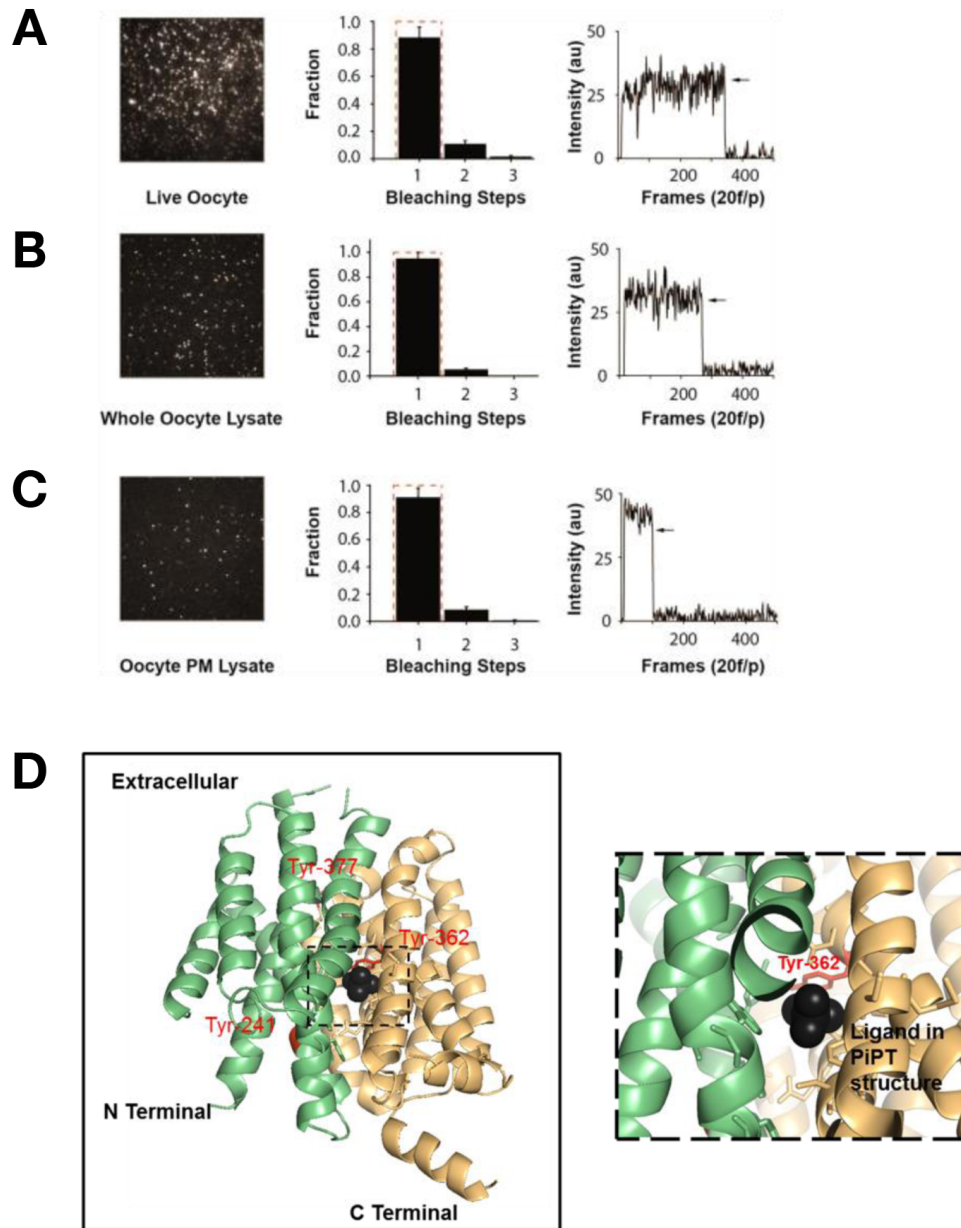 A
Fraction
1.0
0.8
0.6
0.4
0.2
0.0
1 2 3
Bleaching Steps
Live Oocyte
Intensity (au)
50
25
0
200 400
Frames (20f/p)
B
Fraction
1.0
0.8
0.6
0.4
0.2
0.0
1 2 3
Bleaching Steps
Whole Oocyte Lysate
Intensity (au)
50
25
0
200 400
Frames (20f/p)
C
Fraction
1.0
0.8
0.6
0.4
0.2
0.0
1 2 3
Bleaching Steps
Oocyte PM Lysate
Intensity (au)
50
25
0
200 400
Frames (20f/p)
D
Extracellular
Tyr-377
Tyr-362
Tyr-241
N Terminal
C Terminal
Tyr-362
Ligand in
PiPT
structure